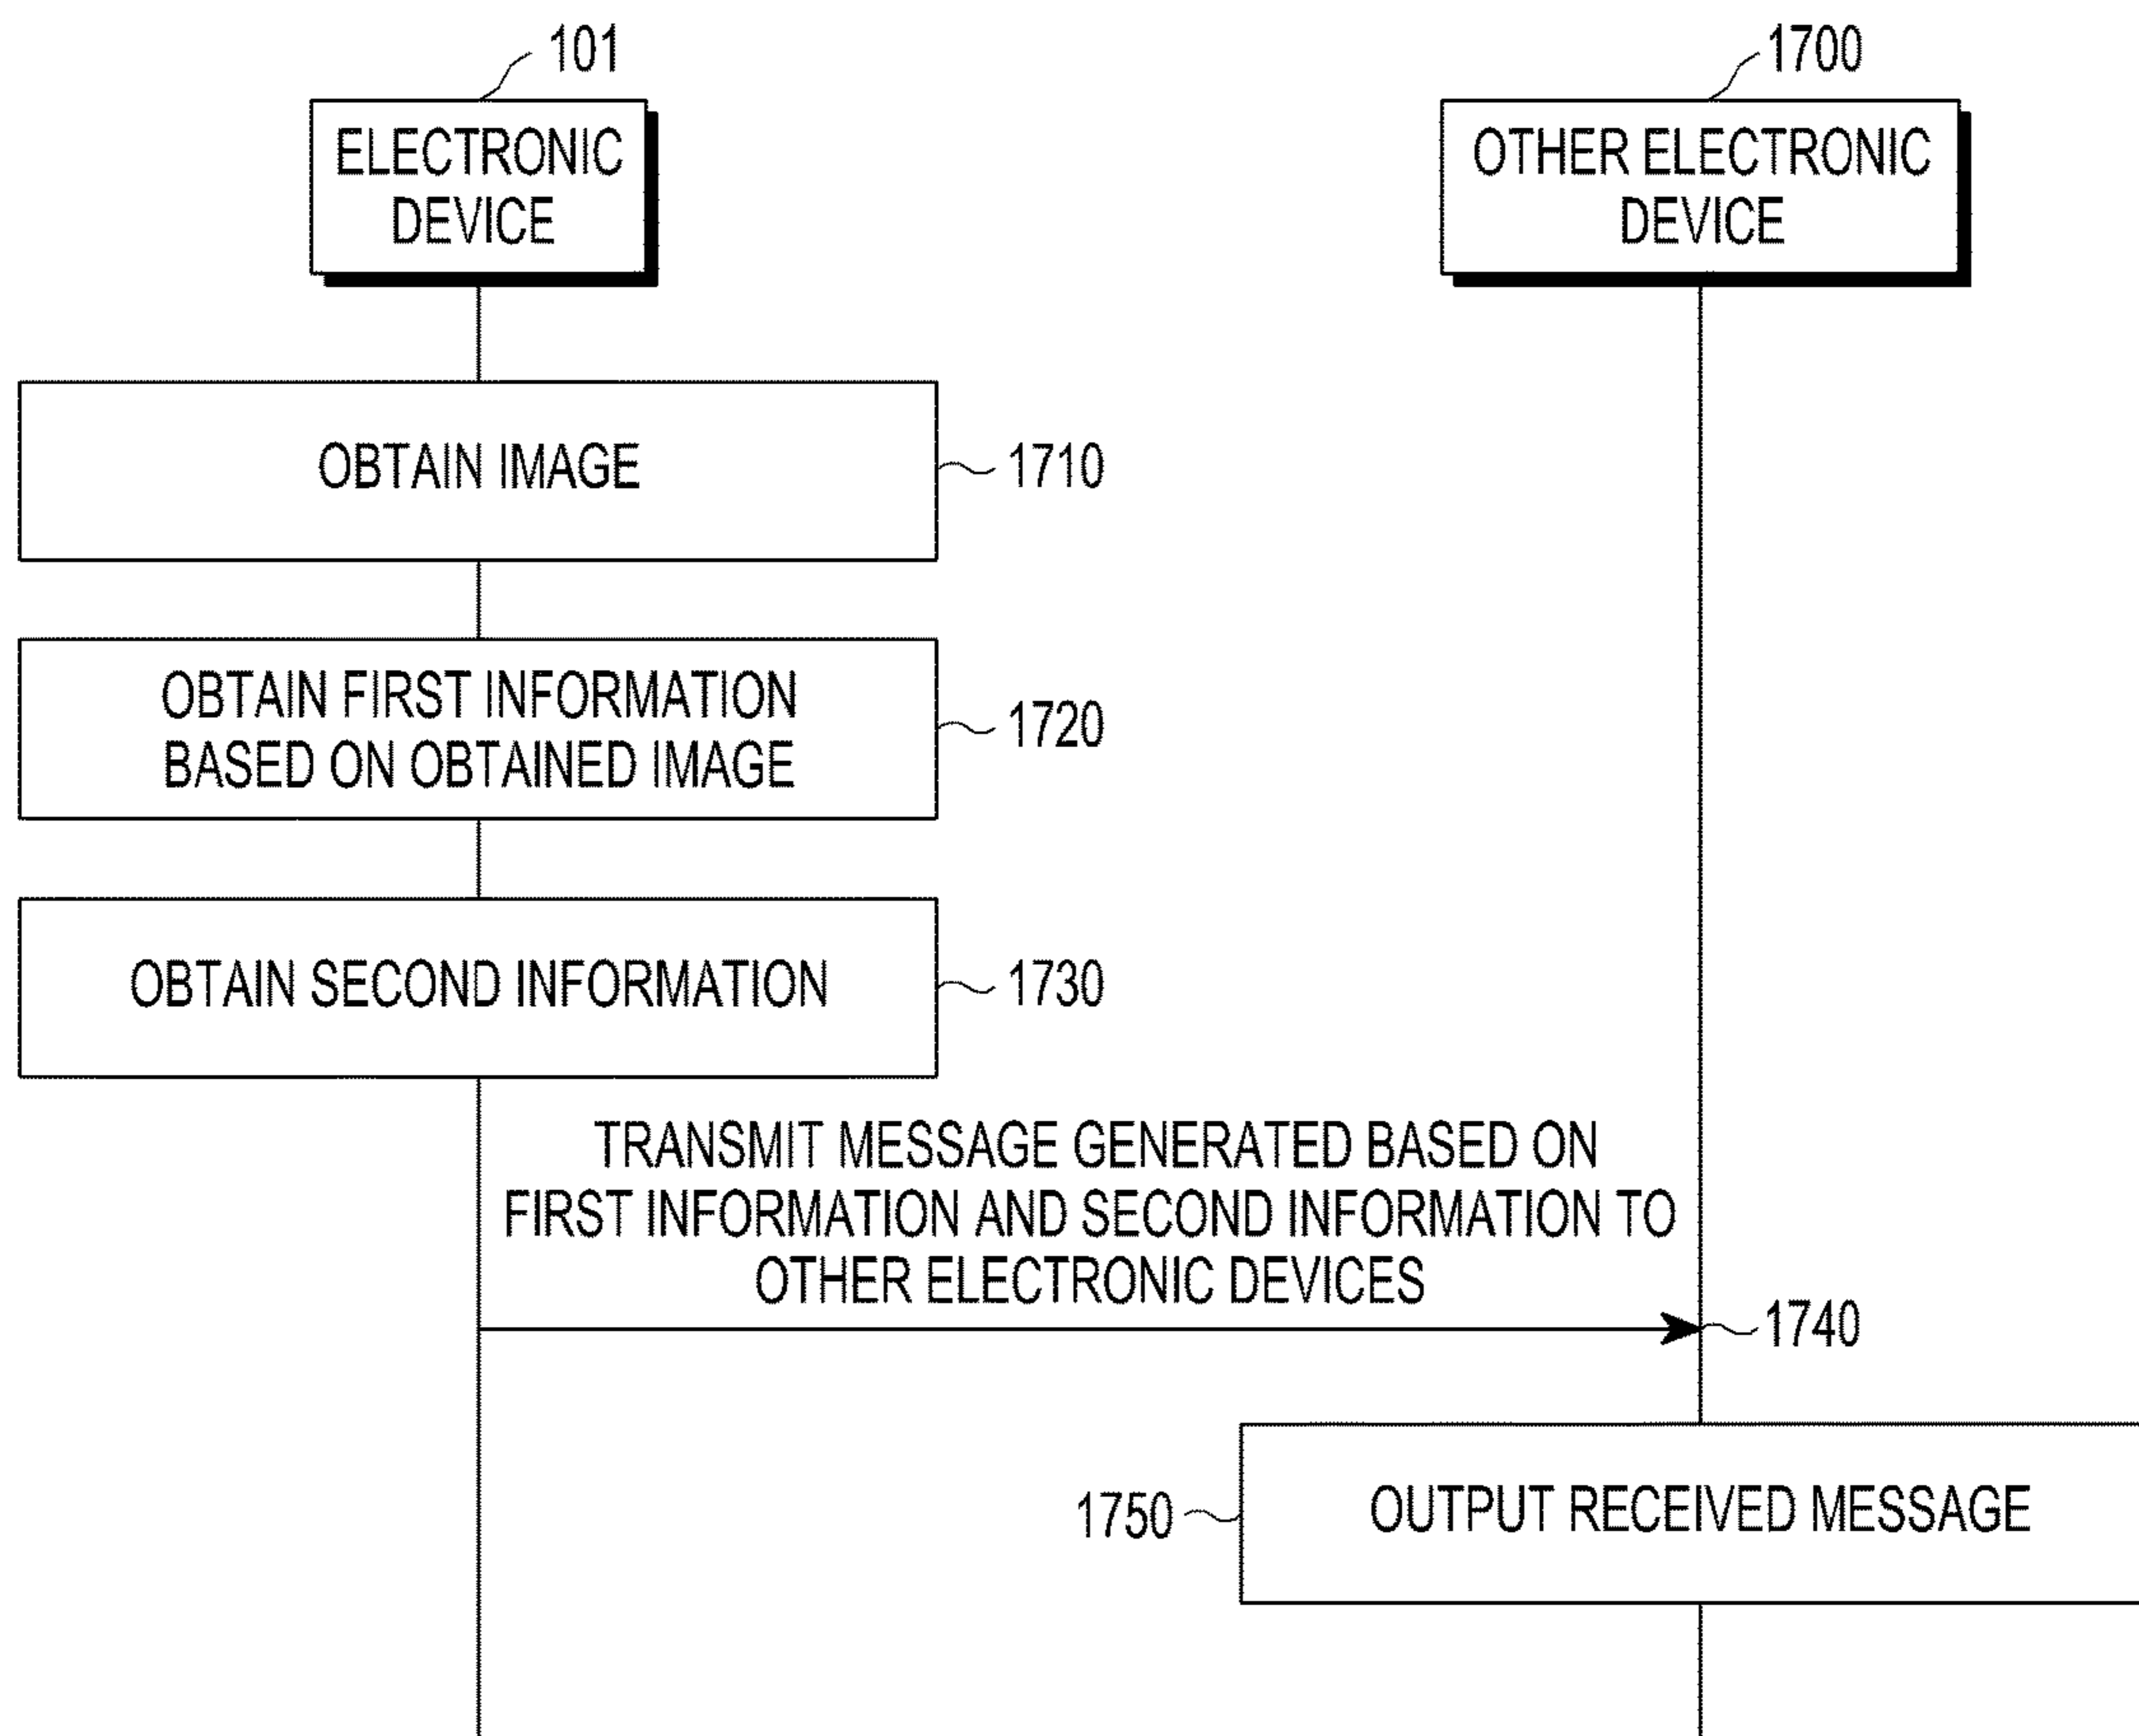 101
ELECTRONIC
DEVICE
1700
OTHER ELECTRONIC
DEVICE
OBTAIN IMAGE
1710
OBTAIN FIRST INFORMATION
BASED ON OBTAINED IMAGE
1720
OBTAIN SECOND INFORMATION
1730
TRANSMIT MESSAGE GENERATED BASED ON
FIRST INFORMATION AND SECOND INFORMATION TO
OTHER ELECTRONIC DEVICES
1740
1750
OUTPUT RECEIVED MESSAGE